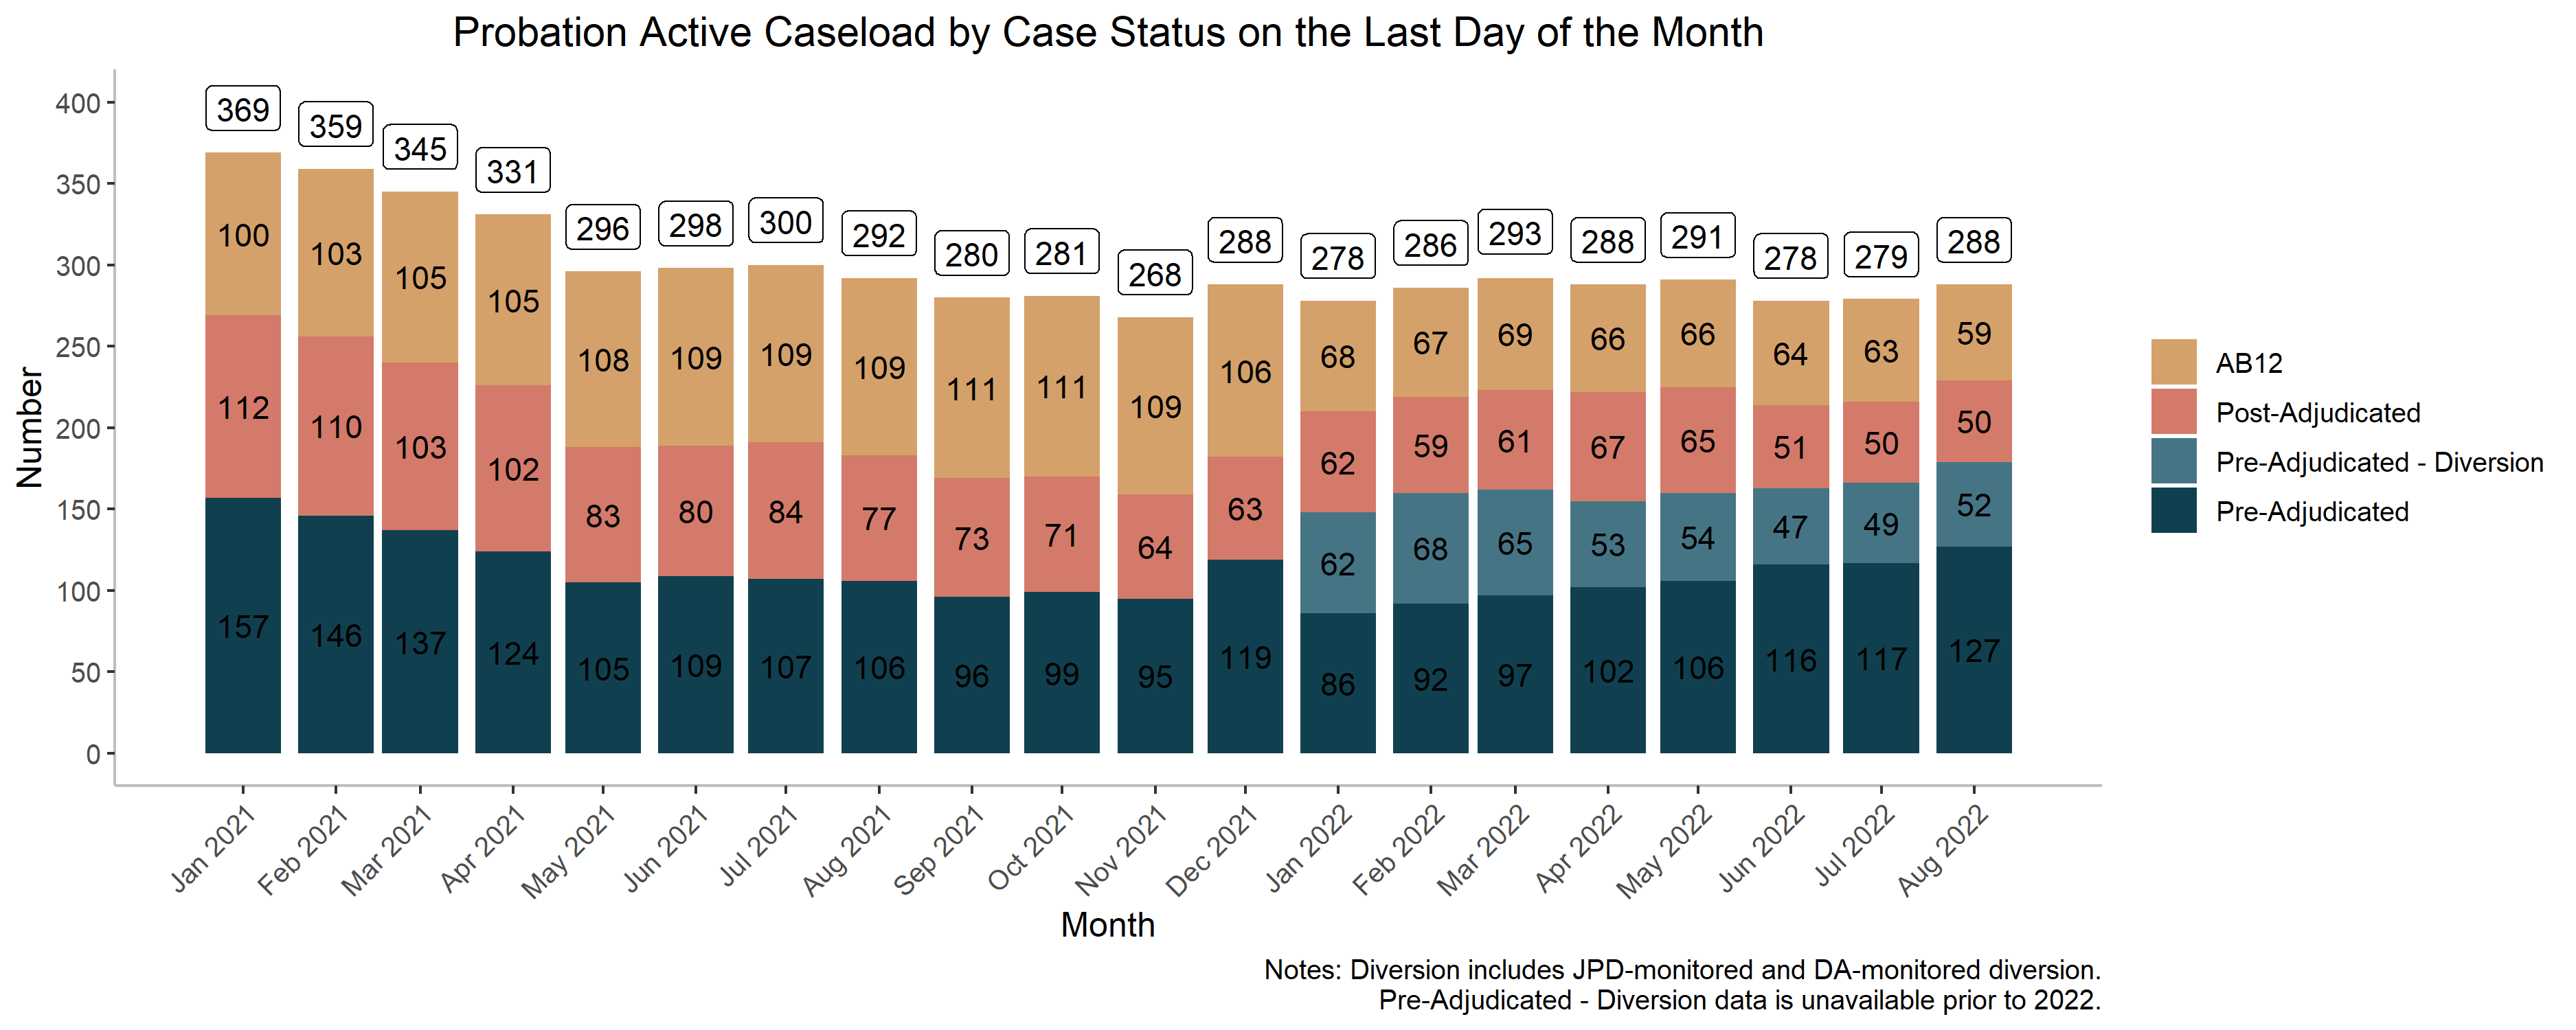 Probation Active Caseload by Case Status on the Last Day of the Month
Number
400
350
300
250
200
150
100
50
0
369 359 345 331 296 298 300 292 280 281 268 288 278 286 293 288 291 278 279 288
100 103 105 105 108 109 109 109 111 111 109 106 68 67 69 66 66 64 63 59
112 110 103 102 83 80 84 77 73 71 64 63 62 59 61 67 65 51 50 50
62 68 65 53 54 47 49 52
157 146 137 124 105 109 107 106 96 99 95 119 86 92 97 102 106 116 117 127
Jan 2021 Feb 2021 Mar 2021 Apr 2021 May 2021 Jun 2021 Jul 2021 Aug 2021 Sep 2021 Oct 2021 Nov 2021 Dec 2021 Jan 2022 Feb 2022 Mar 2022 Apr 2022 May 2022 Jun 2022 Jul 2022 Aug 2022
Month
AB12
Post-Adjudicated
Pre-Adjudicated - Diversion
Pre-Adjudicated
Notes: Diversion includes JPD-monitored and DA-monitored diversion.
Pre-Adjudicated - Diversion data is unavailable prior to 2022.